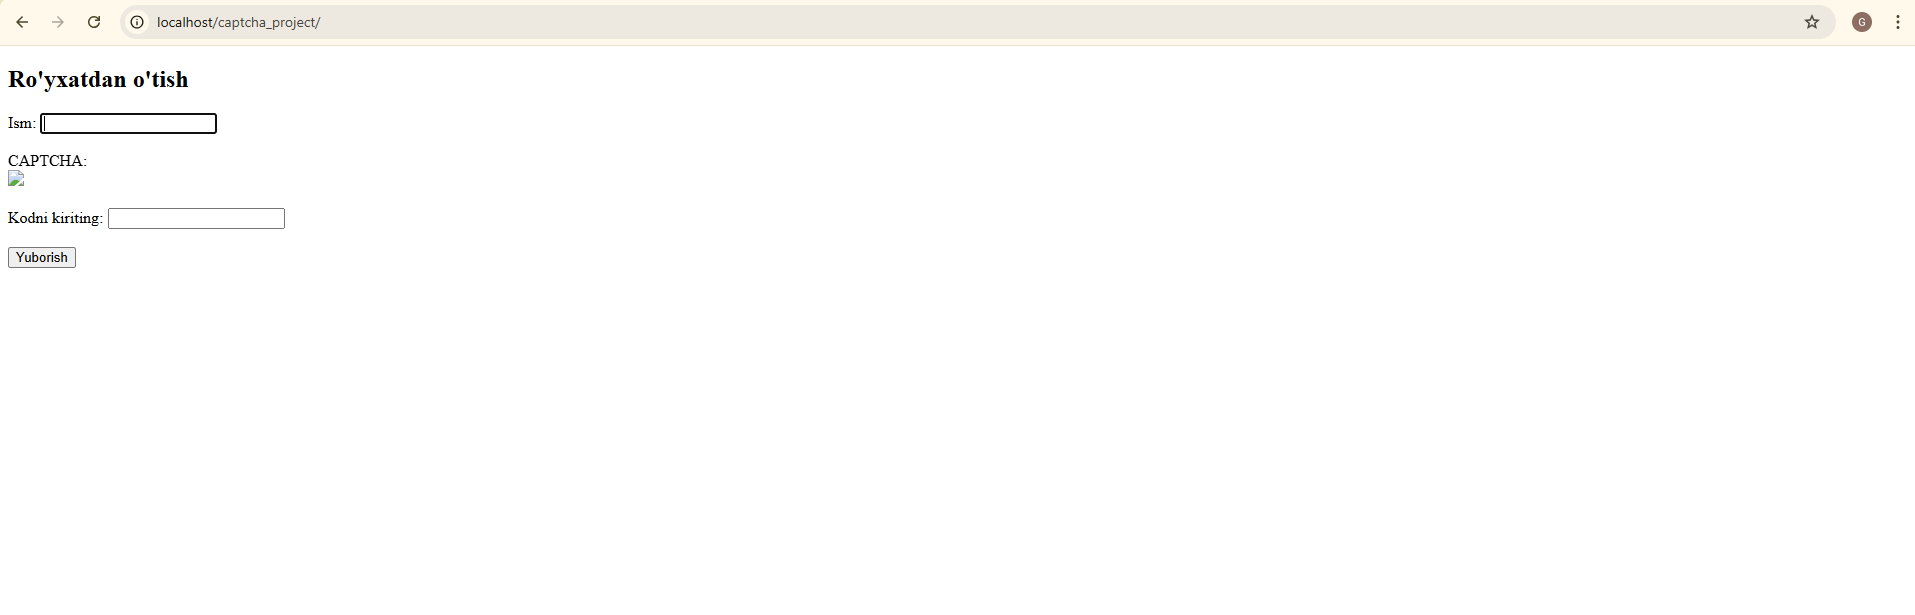 localhost/captcha_project/
G
Ro'yxatdan o'tish
Ism:
CAPTCHA:
Kodni kiriting:
Yuborish